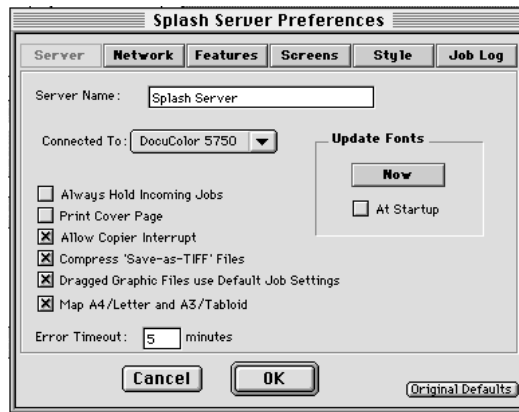 Splash Server Preferences
Server Network Features Screens Style Job Log
Server Name: Splash Server
Connected To: DocuColor 5750
Update Fonts
Now
At Startup
Always Hold Incoming Jobs
Print Cover Page
Allow Copier Interrupt
Compress 'Save-as-TIFF' Files
Dragged Graphic Files use Default Job Settings
Map A4/Letter and A3/Tabloid
Error Timeout: 5 minutes
Cancel OK
Original Defaults